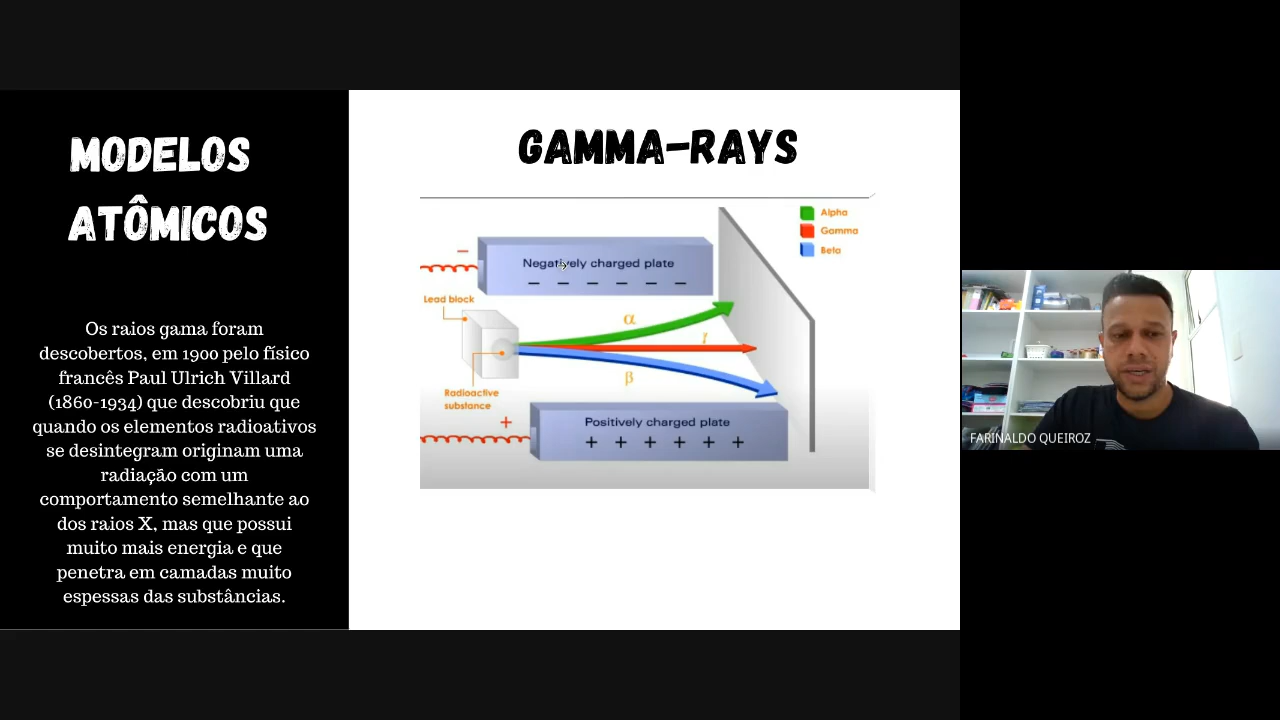 MODELOS
ATÔMICOS
Os raios gama foram
descobertos, em 1900 pelo físico
francês Paul Ulrich Villard
(1860-1934) que descobriu que
quando os elementos radioativos
se desintegram originam uma
radiação com um
comportamento semelhante ao
dos raios X, mas que possui
muito mais energia e que
penetra em camadas muito
espessas das substâncias.
GAMMA-RAYS
Alpha
Gamma
Beta
−
Negatively charged plate
− − − − − −
Lead block
α
γ
β
Radioactive
substance
+
Positively charged plate
+ + + + + +
FARINALDO QUEIROZ